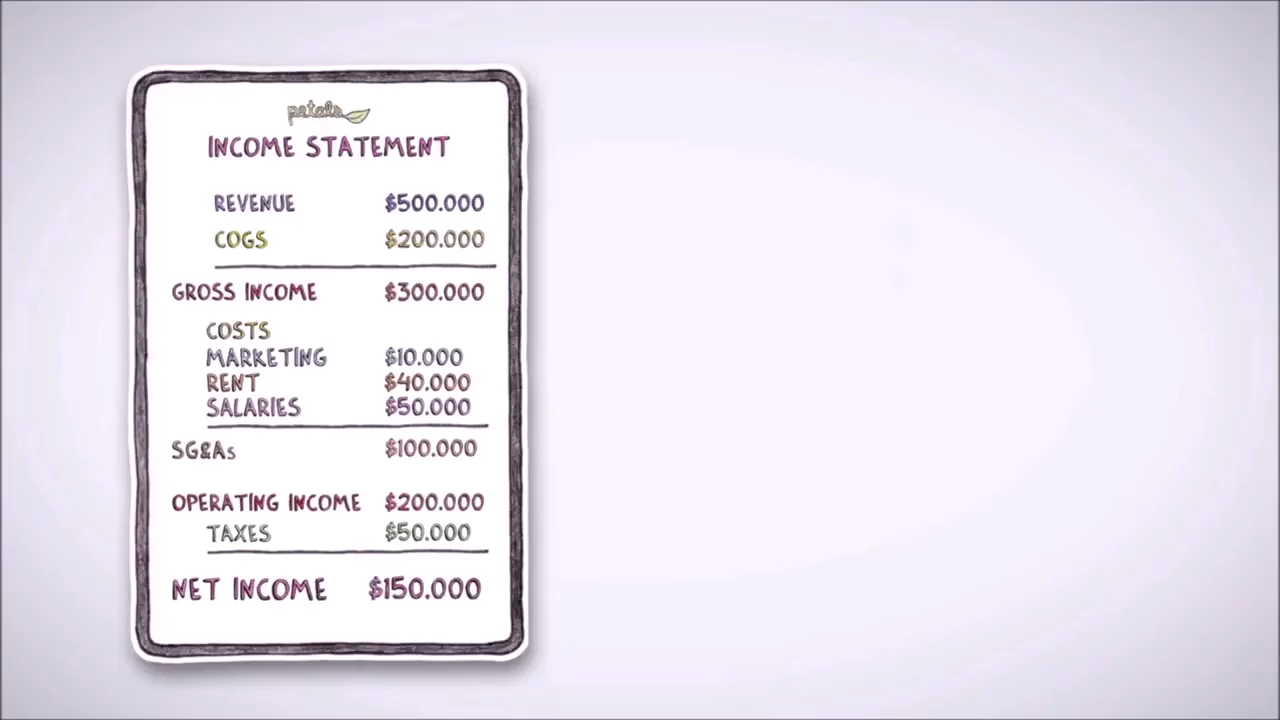 petals
INCOME STATEMENT
REVENUE $500.000
COGS $200.000
GROSS INCOME $300.000
COSTS
MARKETING $10.000
RENT $40.000
SALARIES $50.000
SG&As $100.000
OPERATING INCOME $200.000
TAXES $50.000
NET INCOME $150.000